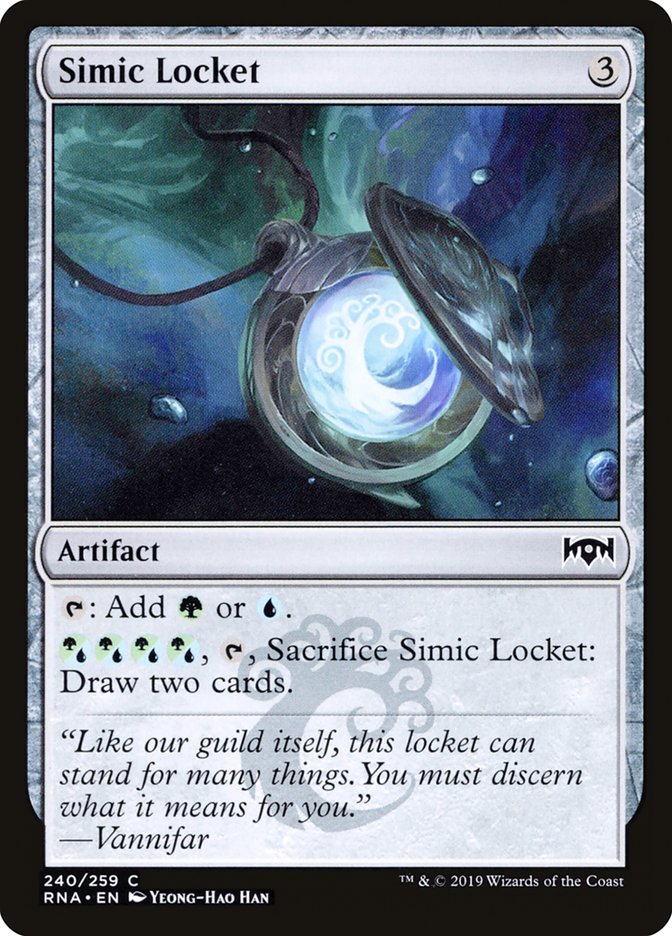 Simic Locket 3
Artifact
: Add or .
, , Sacrifice Simic Locket:
Draw two cards.
“Like our guild itself, this locket can
stand for many things. You must discern
what it means for you.”
—Vannifar
240/259 C
RNA • EN Yeong-Hao Han
™ & © 2019 Wizards of the Coast